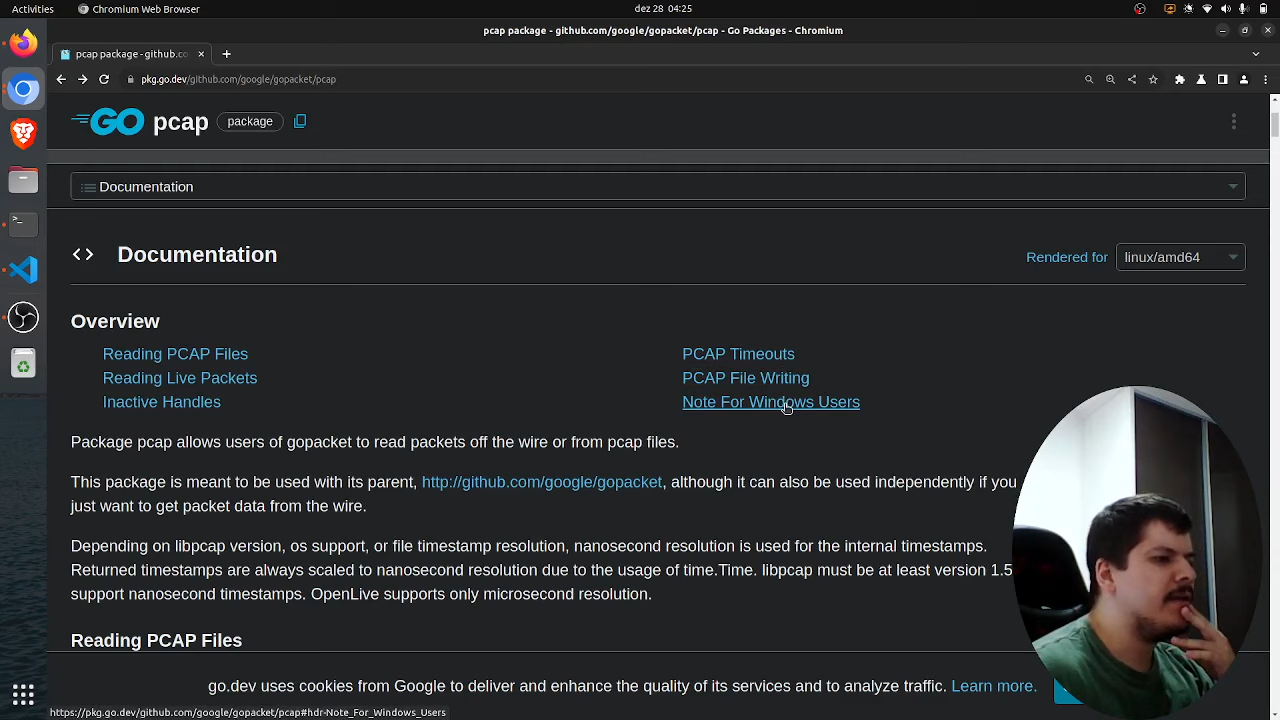 Activities
Chromium Web Browser
dez 28 04:25
pcap package - github.com/google/gopacket/pcap - Go Packages - Chromium
pcap package - github.co
pkg.go.dev/github.com/google/gopacket/pcap
GO pcap package
Documentation
Documentation
Rendered for linux/amd64
Overview
Reading PCAP Files
Reading Live Packets
Inactive Handles
PCAP Timeouts
PCAP File Writing
Note For Windows Users
Package pcap allows users of gopacket to read packets off the wire or from pcap files.
This package is meant to be used with its parent, http://github.com/google/gopacket, although it can also be used independently if you
just want to get packet data from the wire.
Depending on libpcap version, os support, or file timestamp resolution, nanosecond resolution is used for the internal timestamps.
Returned timestamps are always scaled to nanosecond resolution due to the usage of time.Time. libpcap must be at least version 1.5
support nanosecond timestamps. OpenLive supports only microsecond resolution.
Reading PCAP Files
go.dev uses cookies from Google to deliver and enhance the quality of its services and to analyze traffic. Learn more.
https://pkg.go.dev/github.com/google/gopacket/pcap#hdr-Note_For_Windows_Users